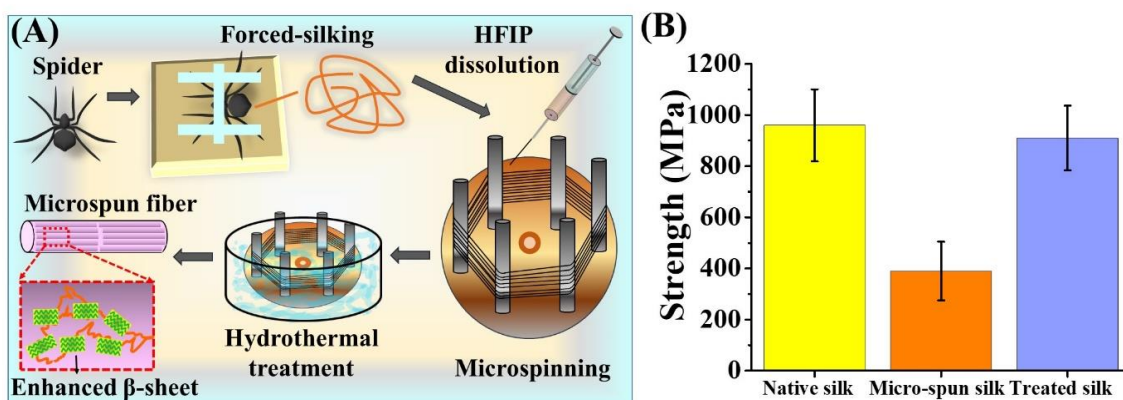 (A)
Spider
Forced-silking
HFIP
dissolution
Microspinning
Hydrothermal
treatment
Microspun fiber
Enhanced β-sheet
(B)
Strength (MPa)
1200
1000
800
600
400
200
0
Native silk
Micro-spun silk
Treated silk